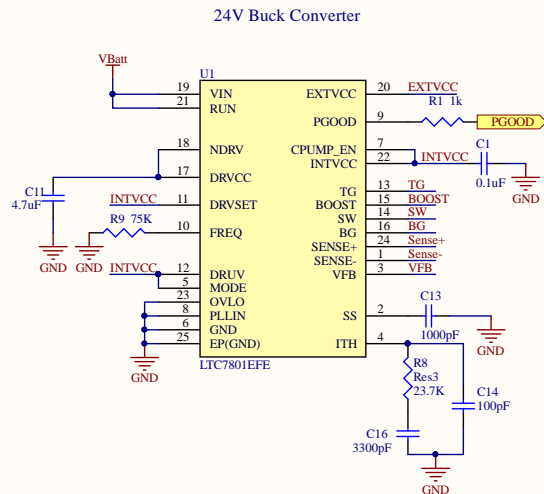 24V Buck Converter
VBatt
U1
19 VIN EXTVCC 20 EXTVCC
21 RUN
R1 1k
PGOOD 9 PGOOD
18 NDRV CPUMP_EN 7
INTVCC 22 INTVCC
C1
0.1uF
GND
17 DRVCC
C11
4.7uF
GND
INTVCC 11 DRVSET
TG 13 TG
BOOST 15 BOOST
SW 14 SW
R9 75K
10 FREQ BG 16 BG
GND
SENSE+ 24 Sense+
SENSE- 1 Sense-
INTVCC 12 DRUV VFB 3 VFB
5 MODE
23 OVLO
8 PLLIN SS 2
C13
1000pF
GND
6 GND
25 EP(GND) ITH 4
GND
LTC7801EFE
R8
Res3
23.7K
C14
100pF
C16
3300pF
GND